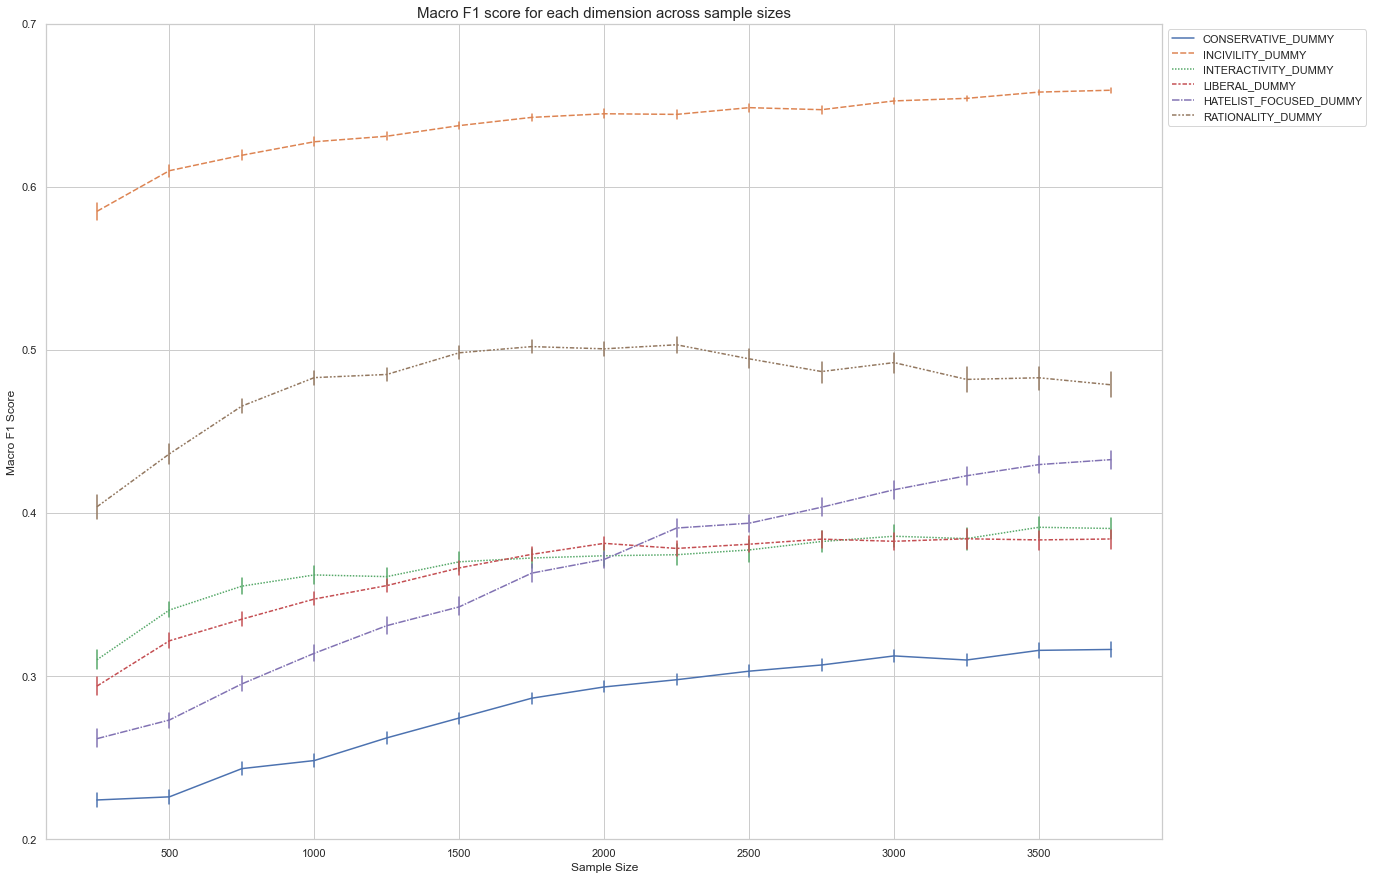 Macro F1 score for each dimension across sample sizes
CONSERVATIVE_DUMMY
INCIVILITY_DUMMY
INTERACTIVITY_DUMMY
LIBERAL_DUMMY
HATELIST_FOCUSED_DUMMY
RATIONALITY_DUMMY
Macro F1 Score
0.7
0.6
0.5
0.4
0.3
0.2
500
1000
1500
2000
2500
3000
3500
Sample Size